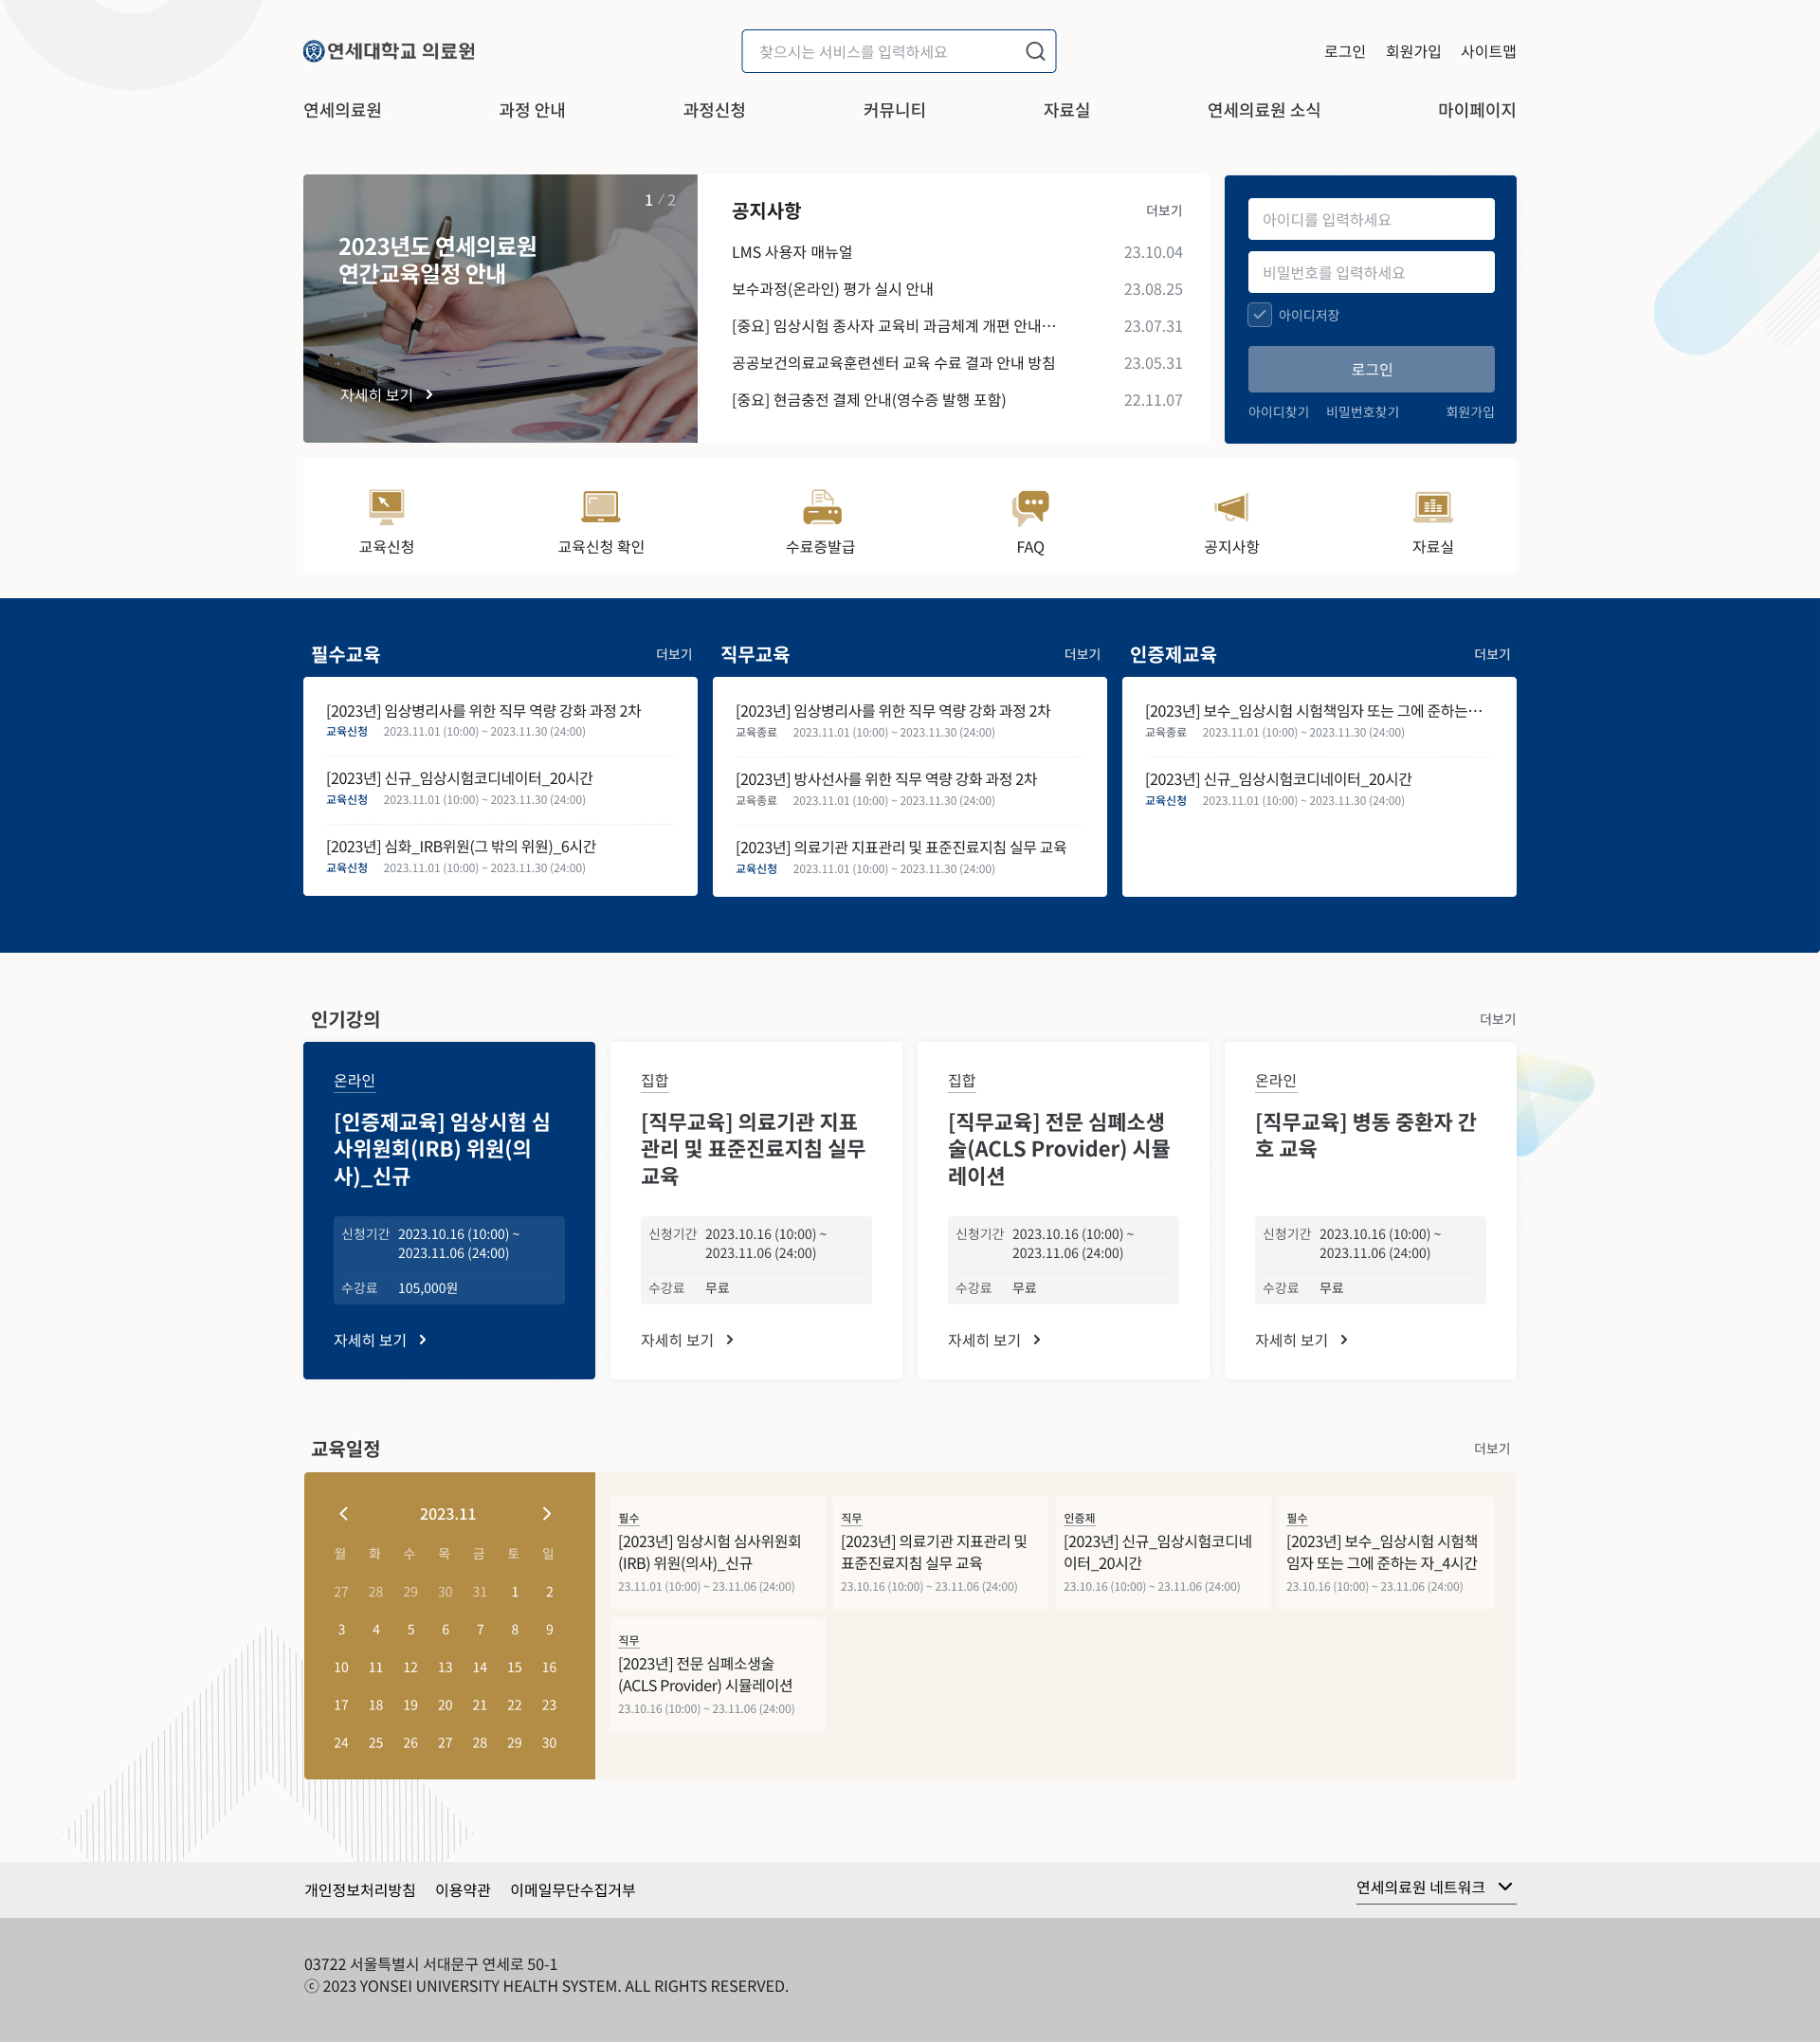 연세대학교 의료원
찾으시는 서비스를 입력하세요
로그인 회원가입 사이트맵
연세의료원 과정 안내 과정신청 커뮤니티 자료실 연세의료원 소식 마이페이지
1 / 2
2023년도 연세의료원
연간교육일정 안내
자세히 보기
공지사항 더보기
LMS 사용자 매뉴얼 23.10.04
보수과정(온라인) 평가 실시 안내 23.08.25
[중요] 임상시험 종사자 교육비 과금체계 개편 안내… 23.07.31
공공보건의료교육훈련센터 교육 수료 결과 안내 방침 23.05.31
[중요] 현금충전 결제 안내(영수증 발행 포함) 22.11.07
아이디를 입력하세요
비밀번호를 입력하세요
아이디저장
로그인
아이디찾기 비밀번호찾기 회원가입
교육신청 교육신청 확인 수료증발급 FAQ 공지사항 자료실
필수교육 더보기
[2023년] 임상병리사를 위한 직무 역량 강화 과정 2차
교육신청 2023.11.01 (10:00) ~ 2023.11.30 (24:00)
[2023년] 신규_임상시험코디네이터_20시간
교육신청 2023.11.01 (10:00) ~ 2023.11.30 (24:00)
[2023년] 심화_IRB위원(그 밖의 위원)_6시간
교육신청 2023.11.01 (10:00) ~ 2023.11.30 (24:00)
직무교육 더보기
[2023년] 임상병리사를 위한 직무 역량 강화 과정 2차
교육종료 2023.11.01 (10:00) ~ 2023.11.30 (24:00)
[2023년] 방사선사를 위한 직무 역량 강화 과정 2차
교육종료 2023.11.01 (10:00) ~ 2023.11.30 (24:00)
[2023년] 의료기관 지표관리 및 표준진료지침 실무 교육
교육신청 2023.11.01 (10:00) ~ 2023.11.30 (24:00)
인증제교육 더보기
[2023년] 보수_임상시험 시험책임자 또는 그에 준하는…
교육종료 2023.11.01 (10:00) ~ 2023.11.30 (24:00)
[2023년] 신규_임상시험코디네이터_20시간
교육신청 2023.11.01 (10:00) ~ 2023.11.30 (24:00)
인기강의 더보기
온라인
[인증제교육] 임상시험 심
사위원회(IRB) 위원(의
사)_신규
신청기간 2023.10.16 (10:00) ~
2023.11.06 (24:00)
수강료 105,000원
자세히 보기
집합
[직무교육] 의료기관 지표
관리 및 표준진료지침 실무
교육
신청기간 2023.10.16 (10:00) ~
2023.11.06 (24:00)
수강료 무료
자세히 보기
집합
[직무교육] 전문 심폐소생
술(ACLS Provider) 시뮬
레이션
신청기간 2023.10.16 (10:00) ~
2023.11.06 (24:00)
수강료 무료
자세히 보기
온라인
[직무교육] 병동 중환자 간
호 교육
신청기간 2023.10.16 (10:00) ~
2023.11.06 (24:00)
수강료 무료
자세히 보기
교육일정 더보기
2023.11
월 화 수 목 금 토 일
27 28 29 30 31 1 2
3 4 5 6 7 8 9
10 11 12 13 14 15 16
17 18 19 20 21 22 23
24 25 26 27 28 29 30
필수
[2023년] 임상시험 심사위원회
(IRB) 위원(의사)_신규
23.11.01 (10:00) ~ 23.11.06 (24:00)
직무
[2023년] 의료기관 지표관리 및
표준진료지침 실무 교육
23.10.16 (10:00) ~ 23.11.06 (24:00)
인증제
[2023년] 신규_임상시험코디네
이터_20시간
23.10.16 (10:00) ~ 23.11.06 (24:00)
필수
[2023년] 보수_임상시험 시험책
임자 또는 그에 준하는 자_4시간
23.10.16 (10:00) ~ 23.11.06 (24:00)
직무
[2023년] 전문 심폐소생술
(ACLS Provider) 시뮬레이션
23.10.16 (10:00) ~ 23.11.06 (24:00)
개인정보처리방침 이용약관 이메일무단수집거부 연세의료원 네트워크
03722 서울특별시 서대문구 연세로 50-1
ⓒ 2023 YONSEI UNIVERSITY HEALTH SYSTEM. ALL RIGHTS RESERVED.